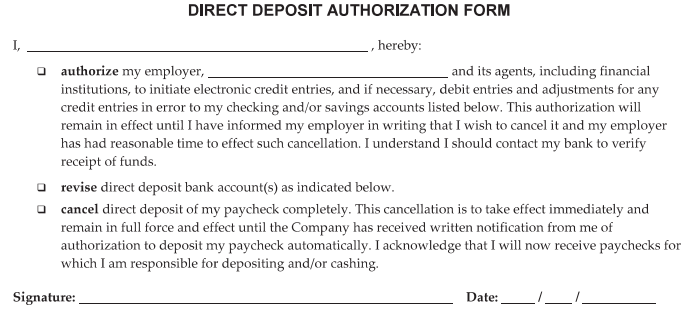 DIRECT DEPOSIT AUTHORIZATION FORM
I, ______________________________ , hereby:
❑ authorize my employer, ______________________________ and its agents, including financial
institutions, to initiate electronic credit entries, and if necessary, debit entries and adjustments for any
credit entries in error to my checking and/or savings accounts listed below. This authorization will
remain in effect until I have informed my employer in writing that I wish to cancel it and my employer
has had reasonable time to effect such cancellation. I understand I should contact my bank to verify
receipt of funds.
❑ revise direct deposit bank account(s) as indicated below.
❑ cancel direct deposit of my paycheck completely. This cancellation is to take effect immediately and
remain in full force and effect until the Company has received written notification from me of
authorization to deposit my paycheck automatically. I acknowledge that I will now receive paychecks for
which I am responsible for depositing and/or cashing.
Signature: ______________________________ Date: _____ / ____ / __________